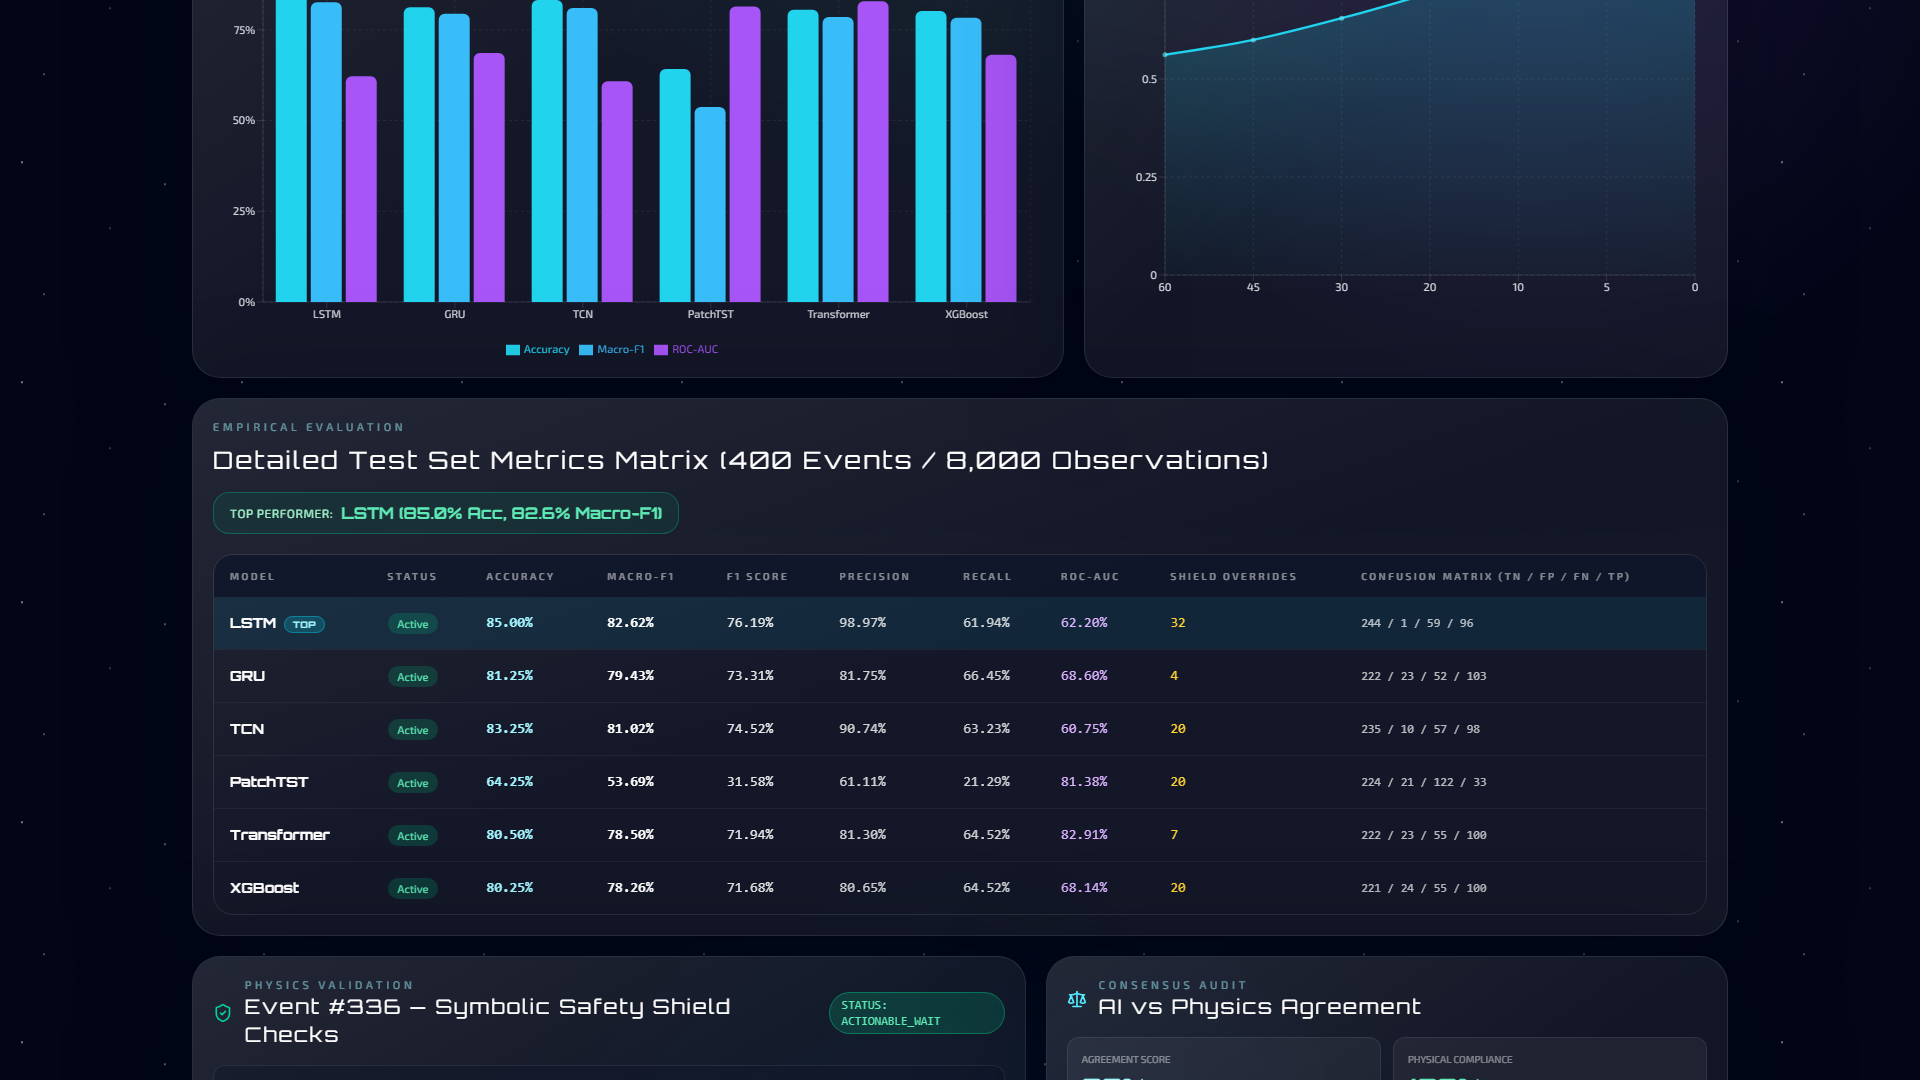 75%
50%
25%
0%
LSTM GRU TCN PatchTST Transformer XGBoost
Accuracy Macro-F1 ROC-AUC
0.5
0.25
0
60 45 30 20 10 5 0
EMPIRICAL EVALUATION
Detailed Test Set Metrics Matrix (400 Events / 8,000 Observations)
TOP PERFORMER: LSTM (85.0% Acc, 82.6% Macro-F1)
MODEL STATUS ACCURACY MACRO-F1 F1 SCORE PRECISION RECALL ROC-AUC SHIELD OVERRIDES CONFUSION MATRIX (TN / FP / FN / TP)
LSTM TOP Active 85.00% 82.62% 76.19% 98.97% 61.94% 62.20% 32 244 / 1 / 59 / 96
GRU Active 81.25% 79.43% 73.31% 81.75% 66.45% 68.60% 4 222 / 23 / 52 / 103
TCN Active 83.25% 81.02% 74.52% 90.74% 63.23% 60.75% 20 235 / 10 / 57 / 98
PatchTST Active 64.25% 53.69% 31.58% 61.11% 21.29% 81.38% 20 224 / 21 / 122 / 33
Transformer Active 80.50% 78.50% 71.94% 81.30% 64.52% 82.91% 7 222 / 23 / 55 / 100
XGBoost Active 80.25% 78.26% 71.68% 80.65% 64.52% 68.14% 20 221 / 24 / 55 / 100
PHYSICS VALIDATION
Event #336 — Symbolic Safety Shield
Checks
STATUS:
ACTIONABLE_WAIT
CONSENSUS AUDIT
AI vs Physics Agreement
AGREEMENT SCORE
PHYSICAL COMPLIANCE